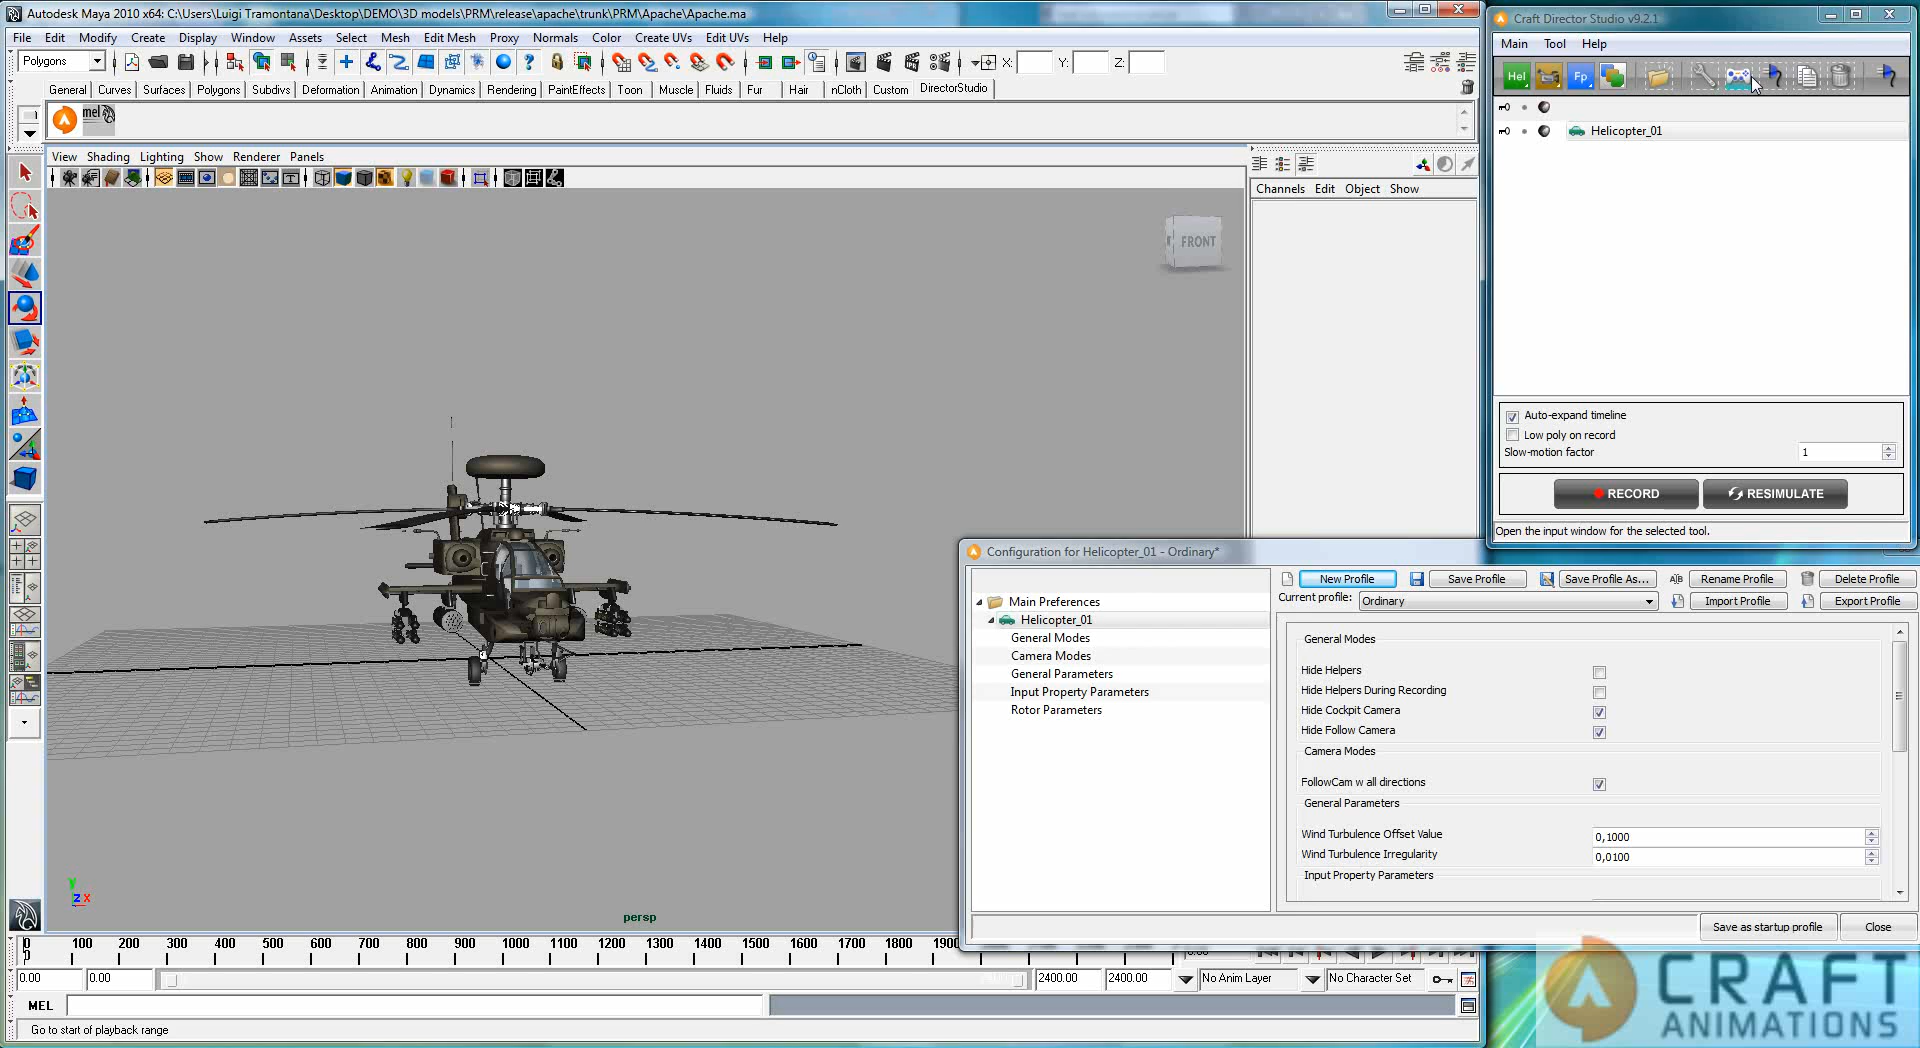 Autodesk Maya 2010 x64: C:\Users\Luigi Tramontana\Desktop\DEMO\3D models\PRM\release\apache\trunk\PRM\Apache\Apache.ma
File Edit Modify Create Display Window Assets Select Mesh Edit Mesh Proxy Normals Color Create UVs Edit UVs Help
Polygons X: Y: Z:
General Curves Surfaces Polygons Subdivs Deformation Animation Dynamics Rendering PaintEffects Toon Muscle Fluids Fur Hair nCloth Custom DirectorStudio
mel
View Shading Lighting Show Renderer Panels
Channels Edit Object Show
FRONT
y
z x
persp
0 100 200 300 400 500 600 700 800 900 1000 1100 1200 1300 1400 1500 1600 1700 1800
0.00 0.00 2400.00 2400.00 No Anim Layer No Character Set
MEL
Go to start of playback range
Craft Director Studio v9.2.1
Main Tool Help
Hel Fp
Helicopter_01
Auto-expand timeline
Low poly on record
Slow-motion factor 1
RECORD RESIMULATE
Open the input window for the selected tool.
Configuration for Helicopter_01 - Ordinary*
Main Preferences
Helicopter_01
General Modes
Camera Modes
General Parameters
Input Property Parameters
Rotor Parameters
New Profile Save Profile Save Profile As... Rename Profile Delete Profile
Current profile: Ordinary Import Profile Export Profile
General Modes
Hide Helpers
Hide Helpers During Recording
Hide Cockpit Camera
Hide Follow Camera
Camera Modes
FollowCam w all directions
General Parameters
Wind Turbulence Offset Value 0,1000
Wind Turbulence Irregularity 0,0100
Input Property Parameters
Save as startup profile Close
CRAFT
ANIMATIONS